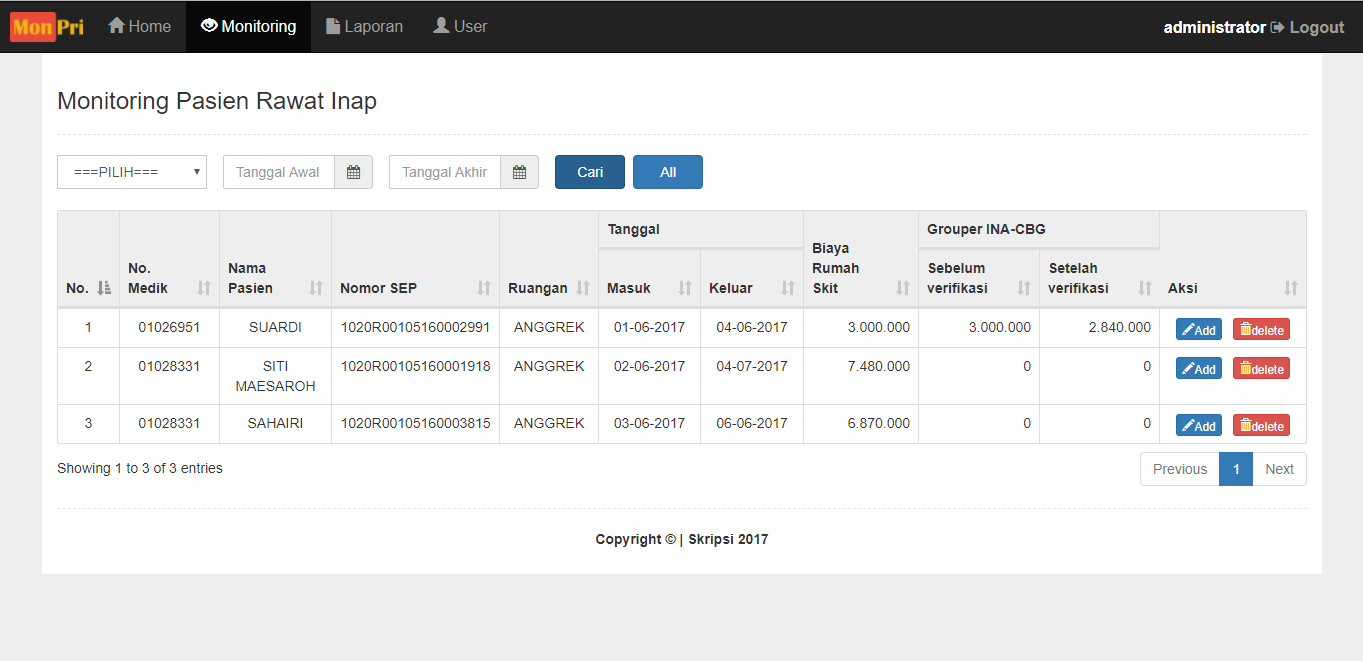 MonPri Home Monitoring Laporan User administrator Logout
Monitoring Pasien Rawat Inap
===PILIH=== Tanggal Awal Tanggal Akhir Cari All
Tanggal Grouper INA-CBG
No. No. Medik Nama Pasien Nomor SEP Ruangan Masuk Keluar Biaya Rumah Skit Sebelum verifikasi Setelah verifikasi Aksi
1 01026951 SUARDI 1020R00105160002991 ANGGREK 01-06-2017 04-06-2017 3.000.000 3.000.000 2.840.000 Add delete
2 01028331 SITI MAESAROH 1020R00105160001918 ANGGREK 02-06-2017 04-07-2017 7.480.000 0 0 Add delete
3 01028331 SAHAIRI 1020R00105160003815 ANGGREK 03-06-2017 06-06-2017 6.870.000 0 0 Add delete
Showing 1 to 3 of 3 entries Previous 1 Next
Copyright © | Skripsi 2017